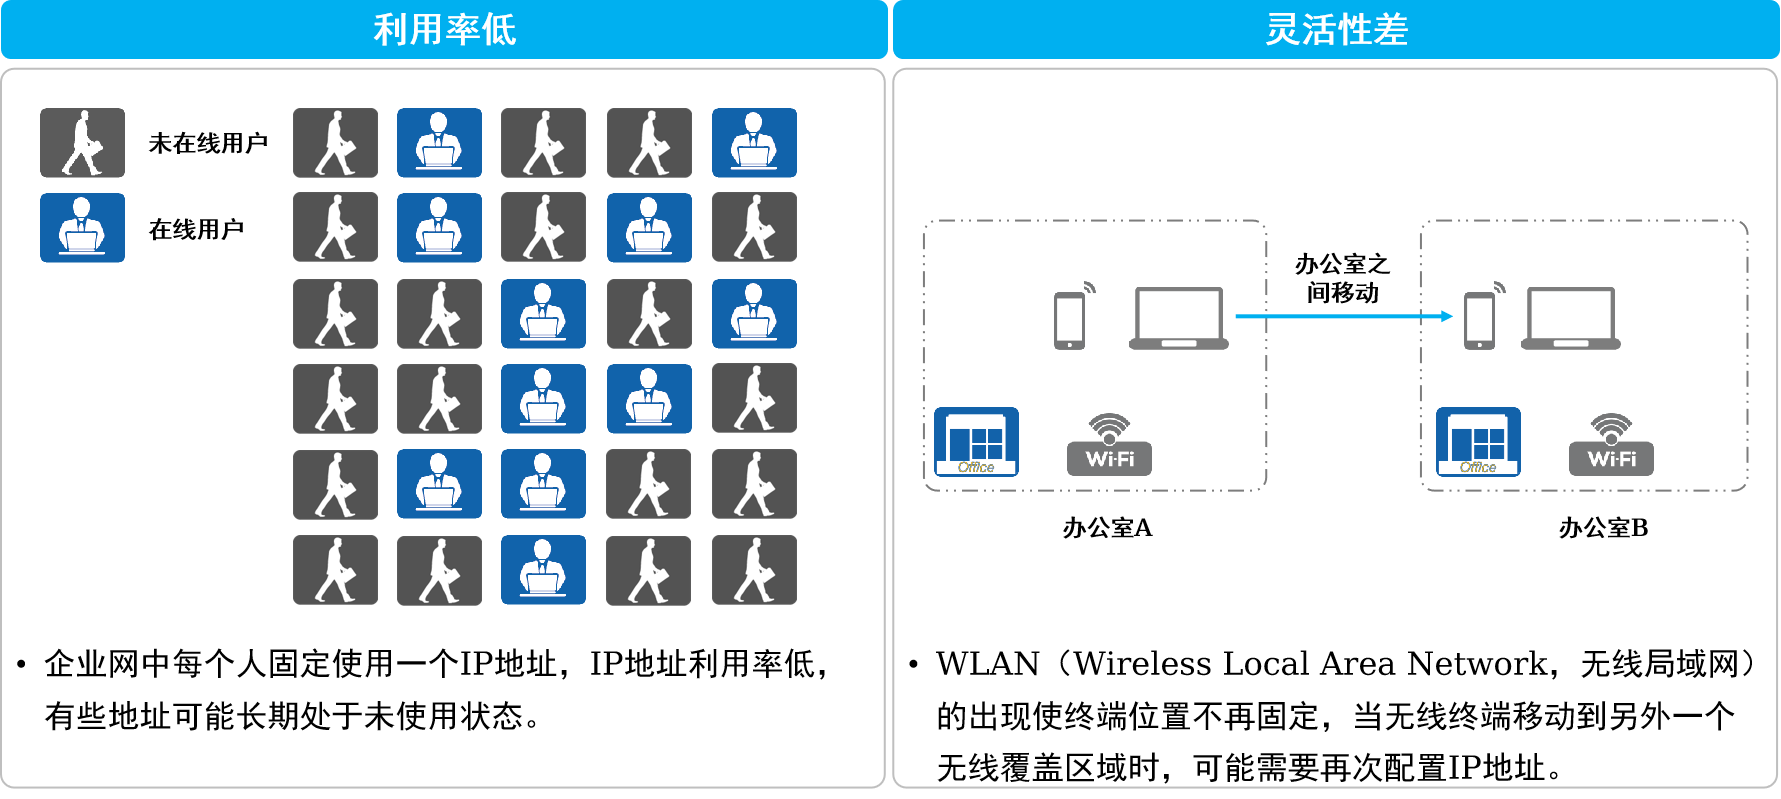 利用率低
未在线用户
在线用户
• 企业网中每个人固定使用一个IP地址，IP地址利用率低，
有些地址可能长期处于未使用状态。
灵活性差
办公室之
间移动
Office
Wi-Fi
Office
Wi-Fi
办公室A
办公室B
• WLAN（Wireless Local Area Network，无线局域网）
的出现使终端位置不再固定，当无线终端移动到另外一个
无线覆盖区域时，可能需要再次配置IP地址。